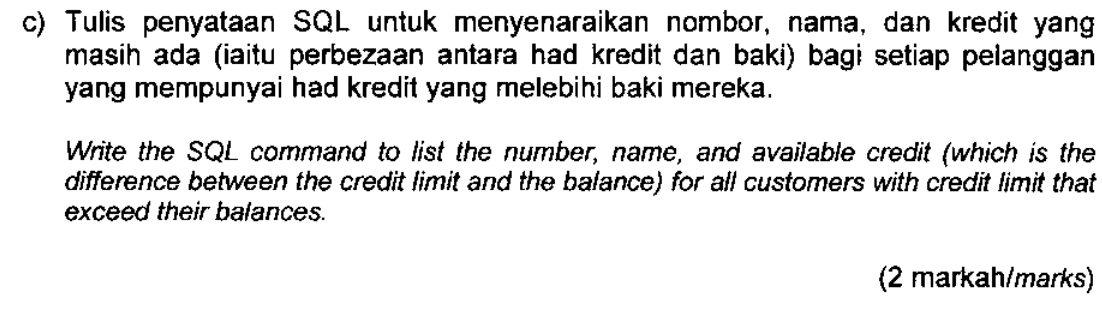 c) Tulis penyataan SQL untuk menyenaraikan nombor, nama, dan kredit yang
masih ada (iaitu perbezaan antara had kredit dan baki) bagi setiap pelanggan
yang mempunyai had kredit yang melebihi baki mereka.
Write the SQL command to list the number, name, and available credit (which is the
difference between the credit limit and the balance) for all customers with credit limit that
exceed their balances.
(2 markah/marks)